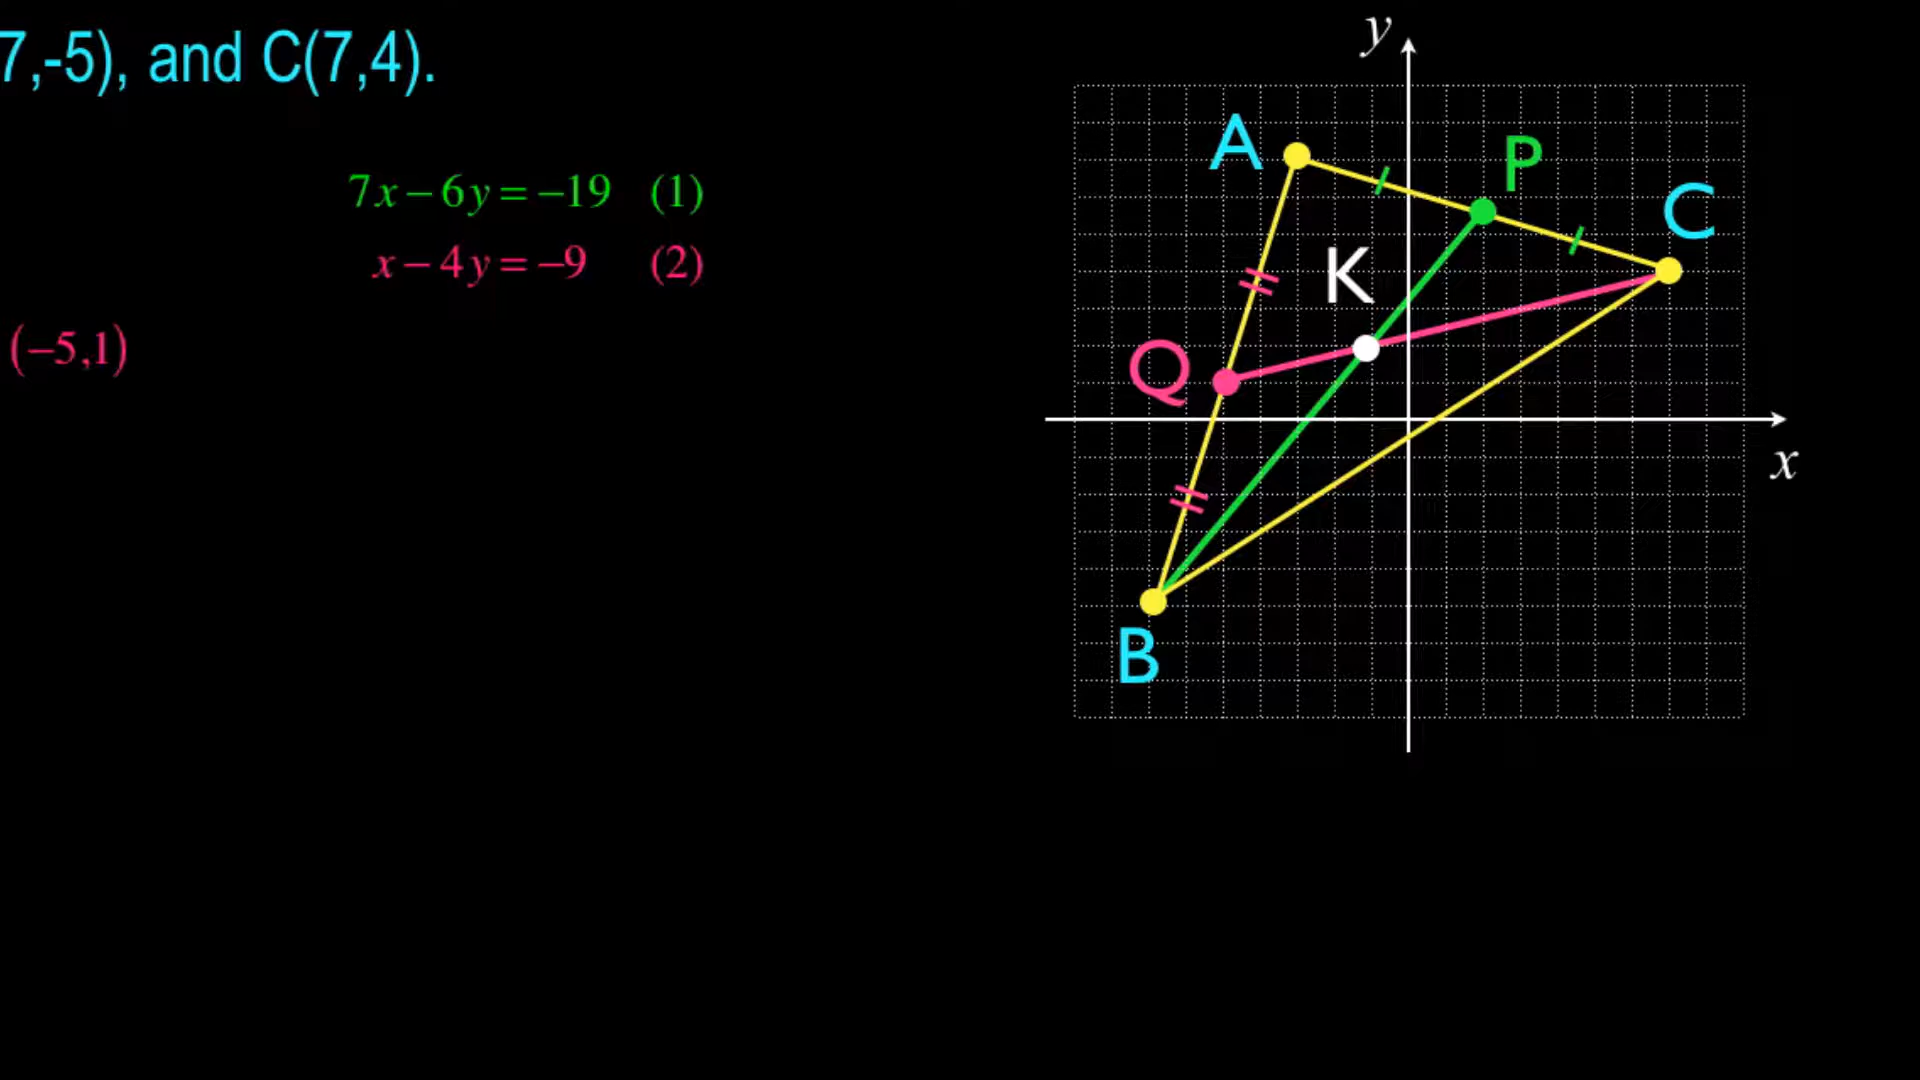 7,-5), and C(7,4).
7x − 6y = −19 (1)
x − 4y = −9 (2)
(−5,1)
y
A
P
C
K
Q
x
B